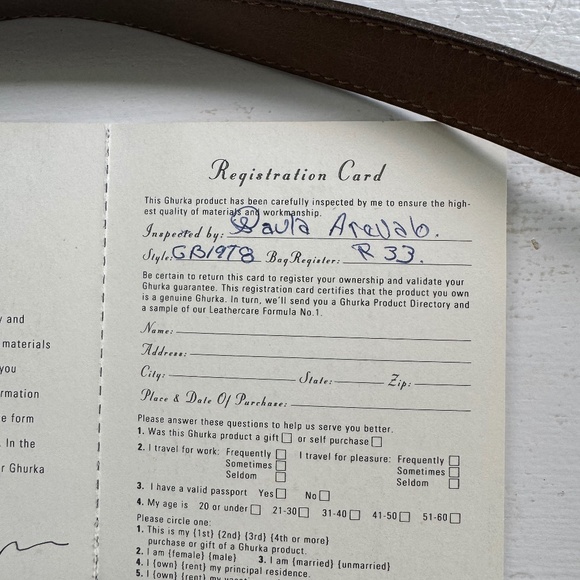 Registration Card
This Ghurka product has been carefully inspected by me to ensure the high-
est quality of materials and workmanship.
Inspected by: Paula Arevalo.
Style: GB1978 Bag Register: R 33.
Be certain to return this card to register your ownership and validate your
Ghurka guarantee. This registration card certifies that the product you own
is a genuine Ghurka. In turn, we'll send you a Ghurka Product Directory and
a sample of our Leathercare Formula No.1.
Name:
Address:
City: State: Zip:
Place & Date Of Purchase:
Please answer these questions to help us serve you better.
1. Was this Ghurka product a gift or self purchase
2. I travel for work: Frequently I travel for pleasure: Frequently
Sometimes Sometimes
Seldom Seldom
3. I have a valid passport Yes No
4. My age is 20 or under 21-30 31-40 41-50 51-60
Please circle one:
1. This is my {1st} {2nd} {3rd} {4th or more}
purchase or gift of a Ghurka product.
2. I am {female} {male} 3. I am {married} {unmarried}
4. I {own} {rent} my principal residence.
5. I {own} {rent} my
y and
materials
you
rmation
e form
. In the
r Ghurka